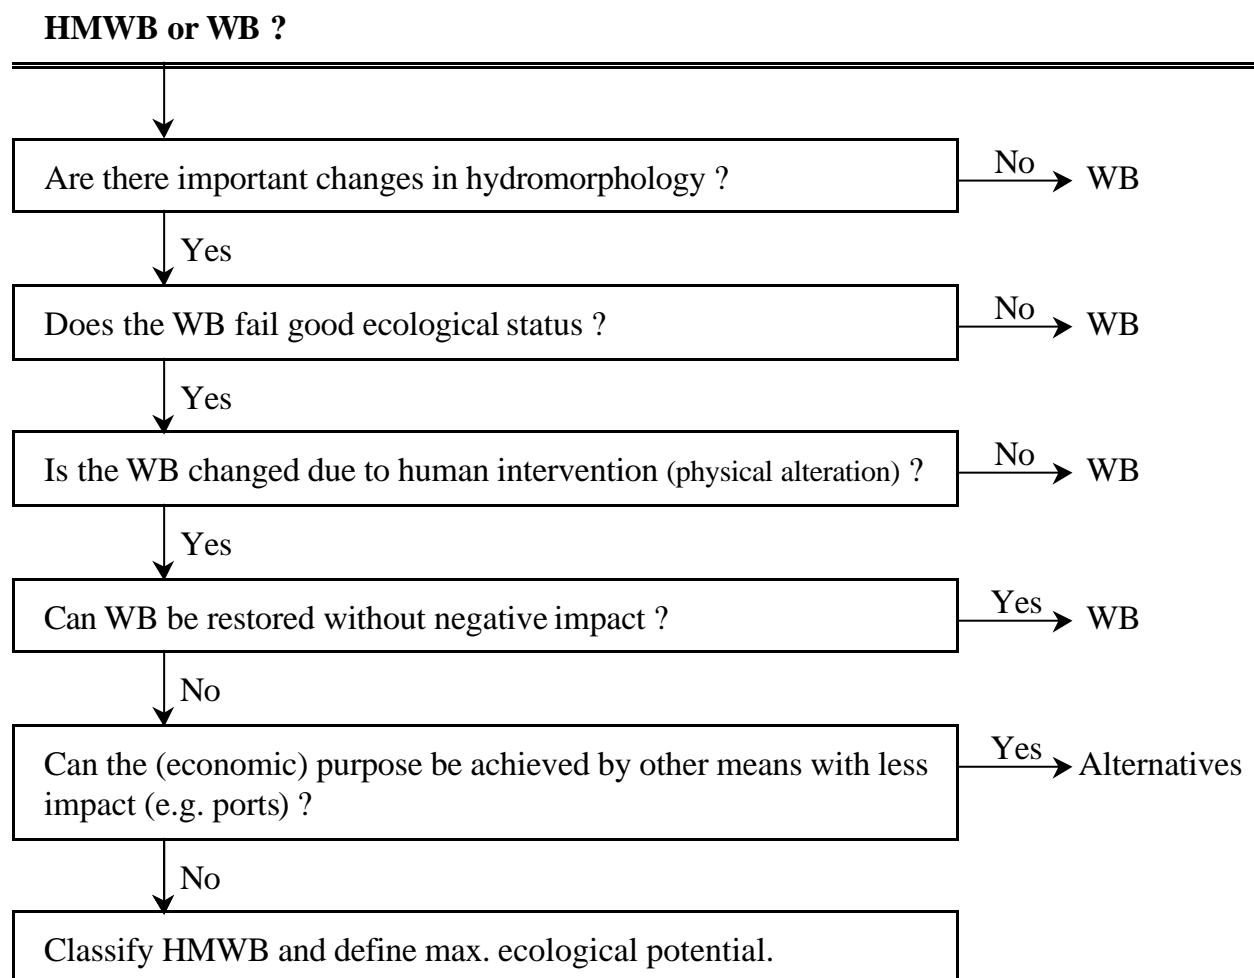 HMWB or WB ?
Are there important changes in hydromorphology ?
No
WB
Yes
Does the WB fail good ecological status ?
No
WB
Yes
Is the WB changed due to human intervention (physical alteration) ?
No
WB
Yes
Can WB be restored without negative impact ?
Yes
WB
No
Can the (economic) purpose be achieved by other means with less
impact (e.g. ports) ?
Yes
Alternatives
No
Classify HMWB and define max. ecological potential.